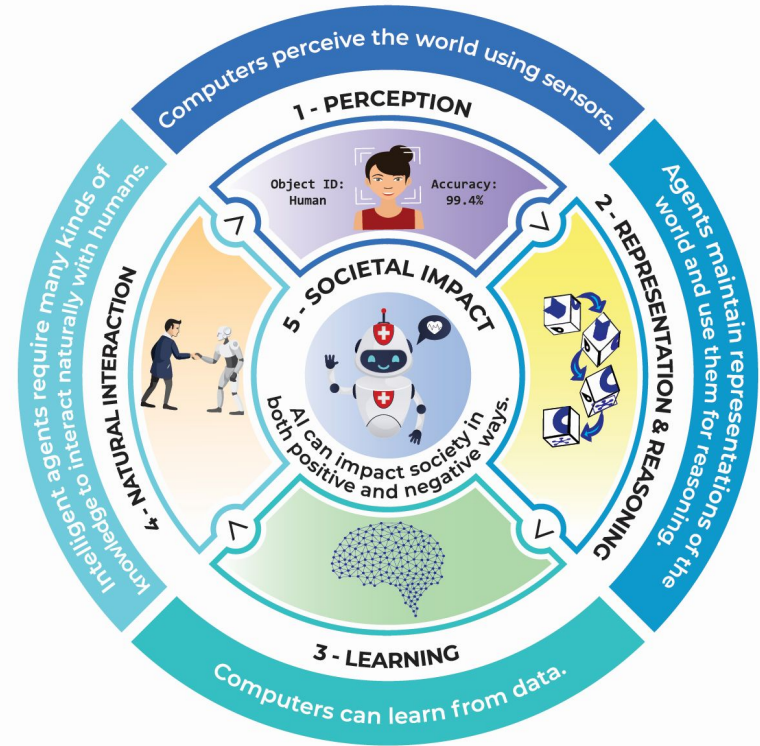 Computers perceive the world using sensors.
1 - PERCEPTION
Object ID:
Human
Accuracy:
99.4%
Agents maintain representations of the
world and use them for reasoning.
2 - REPRESENTATION & REASONING
3 - LEARNING
Computers can learn from data.
Intelligent agents require many kinds of
knowledge to interact naturally with humans.
4 - NATURAL INTERACTION
5 - SOCIETAL IMPACT
AI can impact society in
both positive and negative ways.